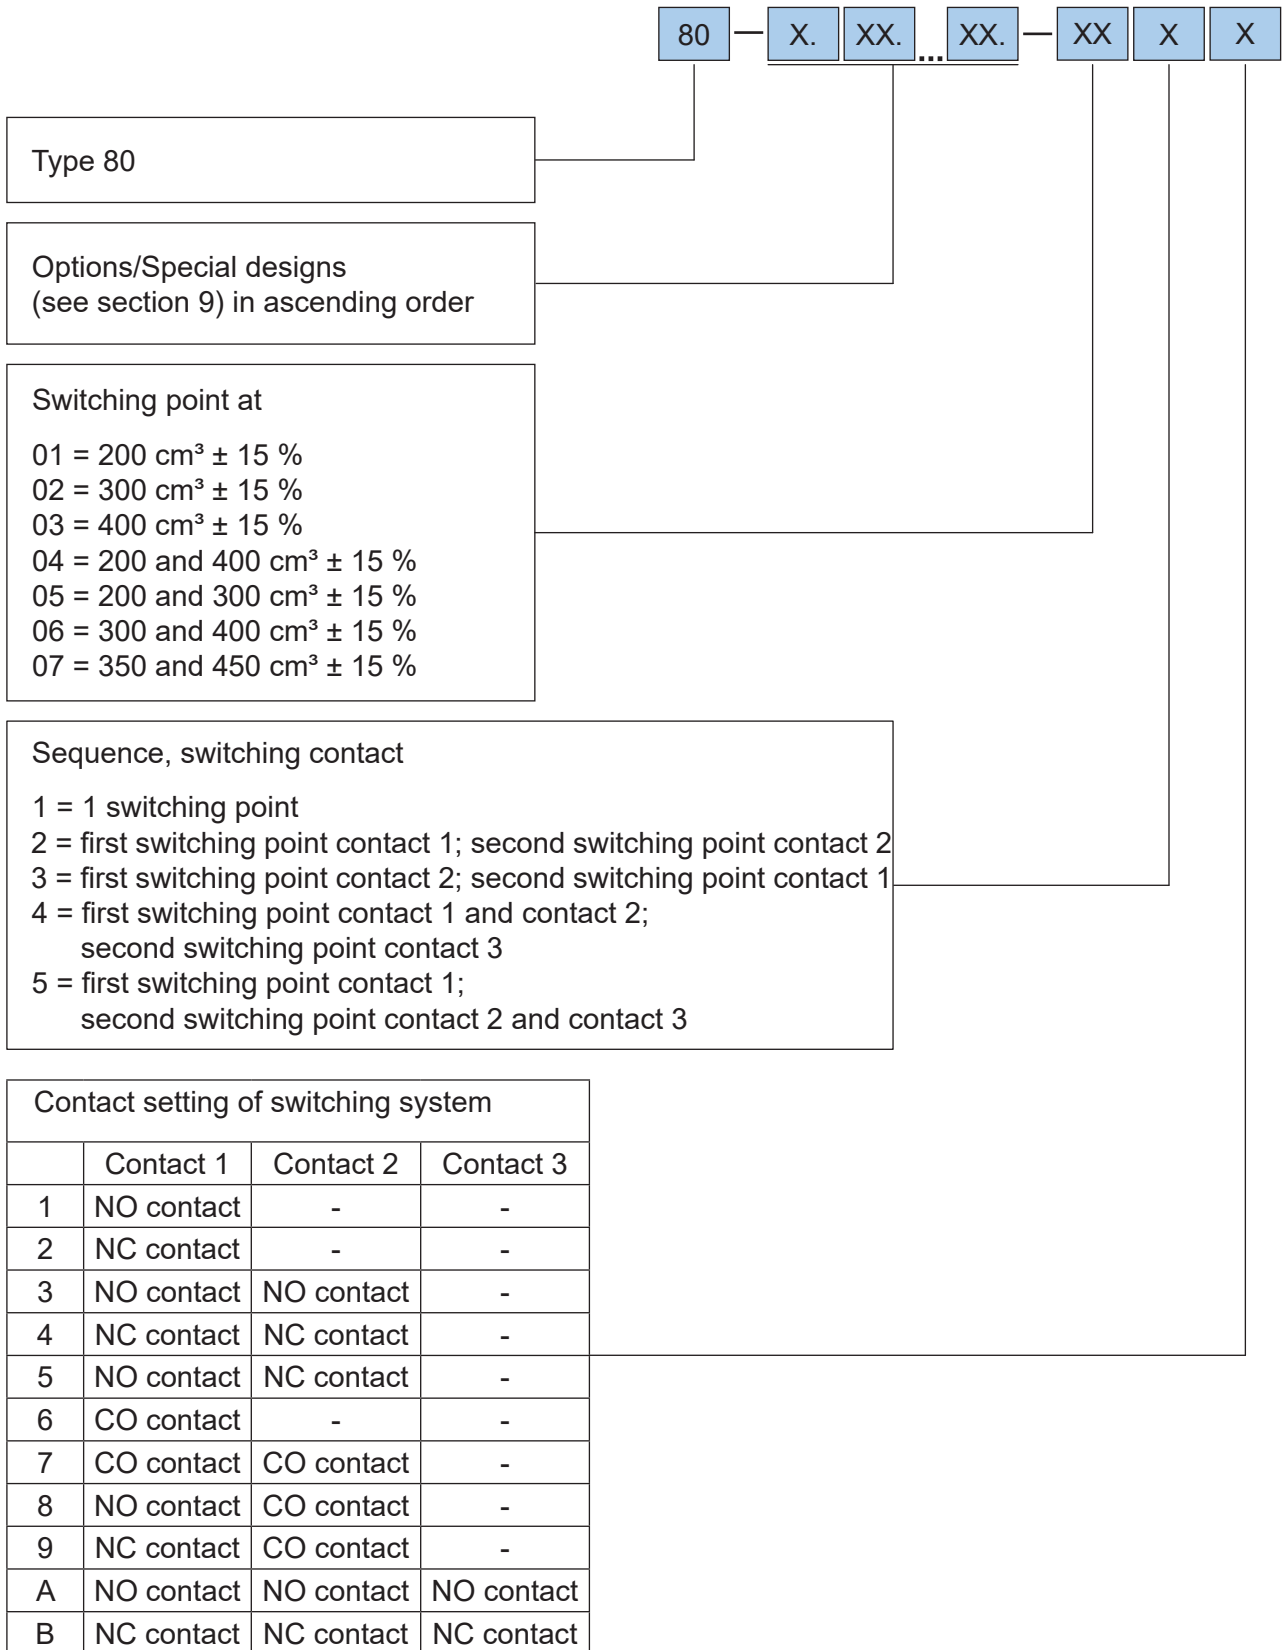 80 — X. XX. ... XX. — XX X X
Type 80
Options/Special designs
(see section 9) in ascending order
Switching point at
01 = 200 cm³ ± 15 %
02 = 300 cm³ ± 15 %
03 = 400 cm³ ± 15 %
04 = 200 and 400 cm³ ± 15 %
05 = 200 and 300 cm³ ± 15 %
06 = 300 and 400 cm³ ± 15 %
07 = 350 and 450 cm³ ± 15 %
Sequence, switching contact
1 = 1 switching point
2 = first switching point contact 1; second switching point contact 2
3 = first switching point contact 2; second switching point contact 1
4 = first switching point contact 1 and contact 2;
second switching point contact 3
5 = first switching point contact 1;
second switching point contact 2 and contact 3
Contact setting of switching system
Contact 1 Contact 2 Contact 3
1 NO contact - -
2 NC contact - -
3 NO contact NO contact -
4 NC contact NC contact -
5 NO contact NC contact -
6 CO contact - -
7 CO contact CO contact -
8 NO contact CO contact -
9 NC contact CO contact -
A NO contact NO contact NO contact
B NC contact NC contact NC contact